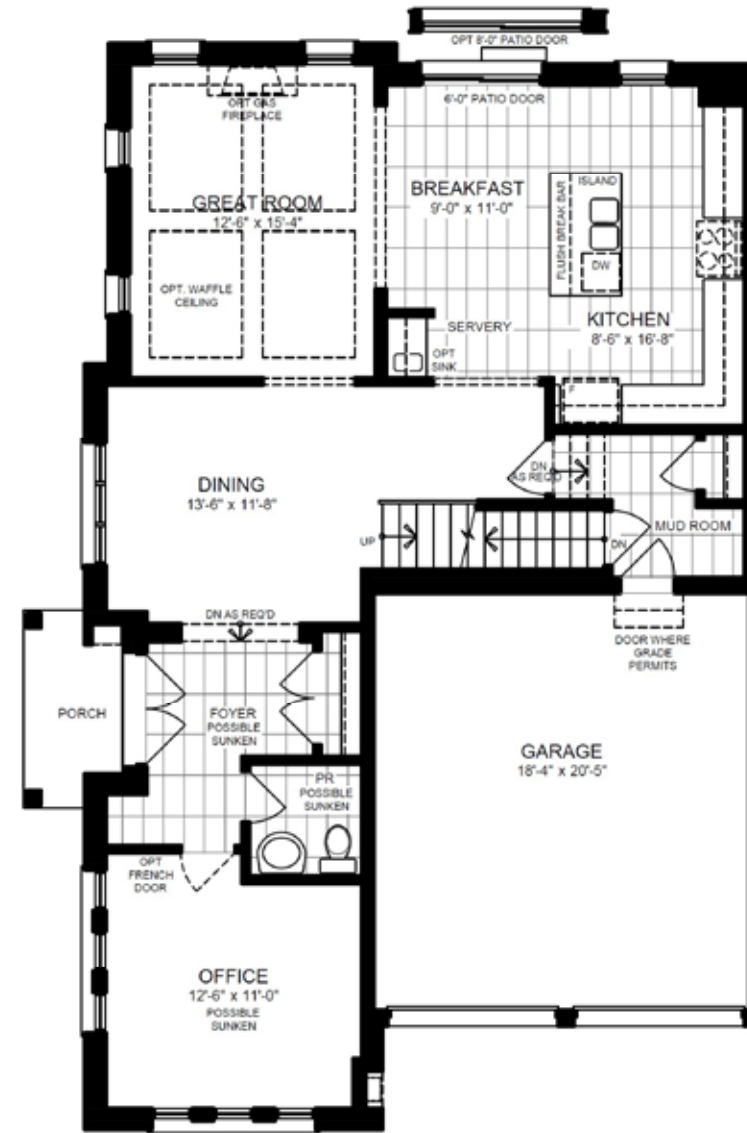 OPT 8'-0" PATIO DOOR
6'-0" PATIO DOOR
OPT GAS
FIREPLACE
GREAT ROOM
12'-6" x 15'-4"
OPT. WAFFLE
CEILING
BREAKFAST
9'-0" x 11'-0"
ISLAND
FLUSH BREAK BAR
DW
KITCHEN
8'-6" x 16'-8"
SERVERY
OPT
SINK
F
DINING
13'-6" x 11'-8"
DN
AS REQ'D
MUD ROOM
UP
DN
DN AS REQ'D
DOOR WHERE
GRADE
PERMITS
PORCH
FOYER
POSSIBLE
SUNKEN
PR
POSSIBLE
SUNKEN
GARAGE
18'-4" x 20'-5"
OPT
FRENCH
DOOR
OFFICE
12'-6" x 11'-0"
POSSIBLE
SUNKEN